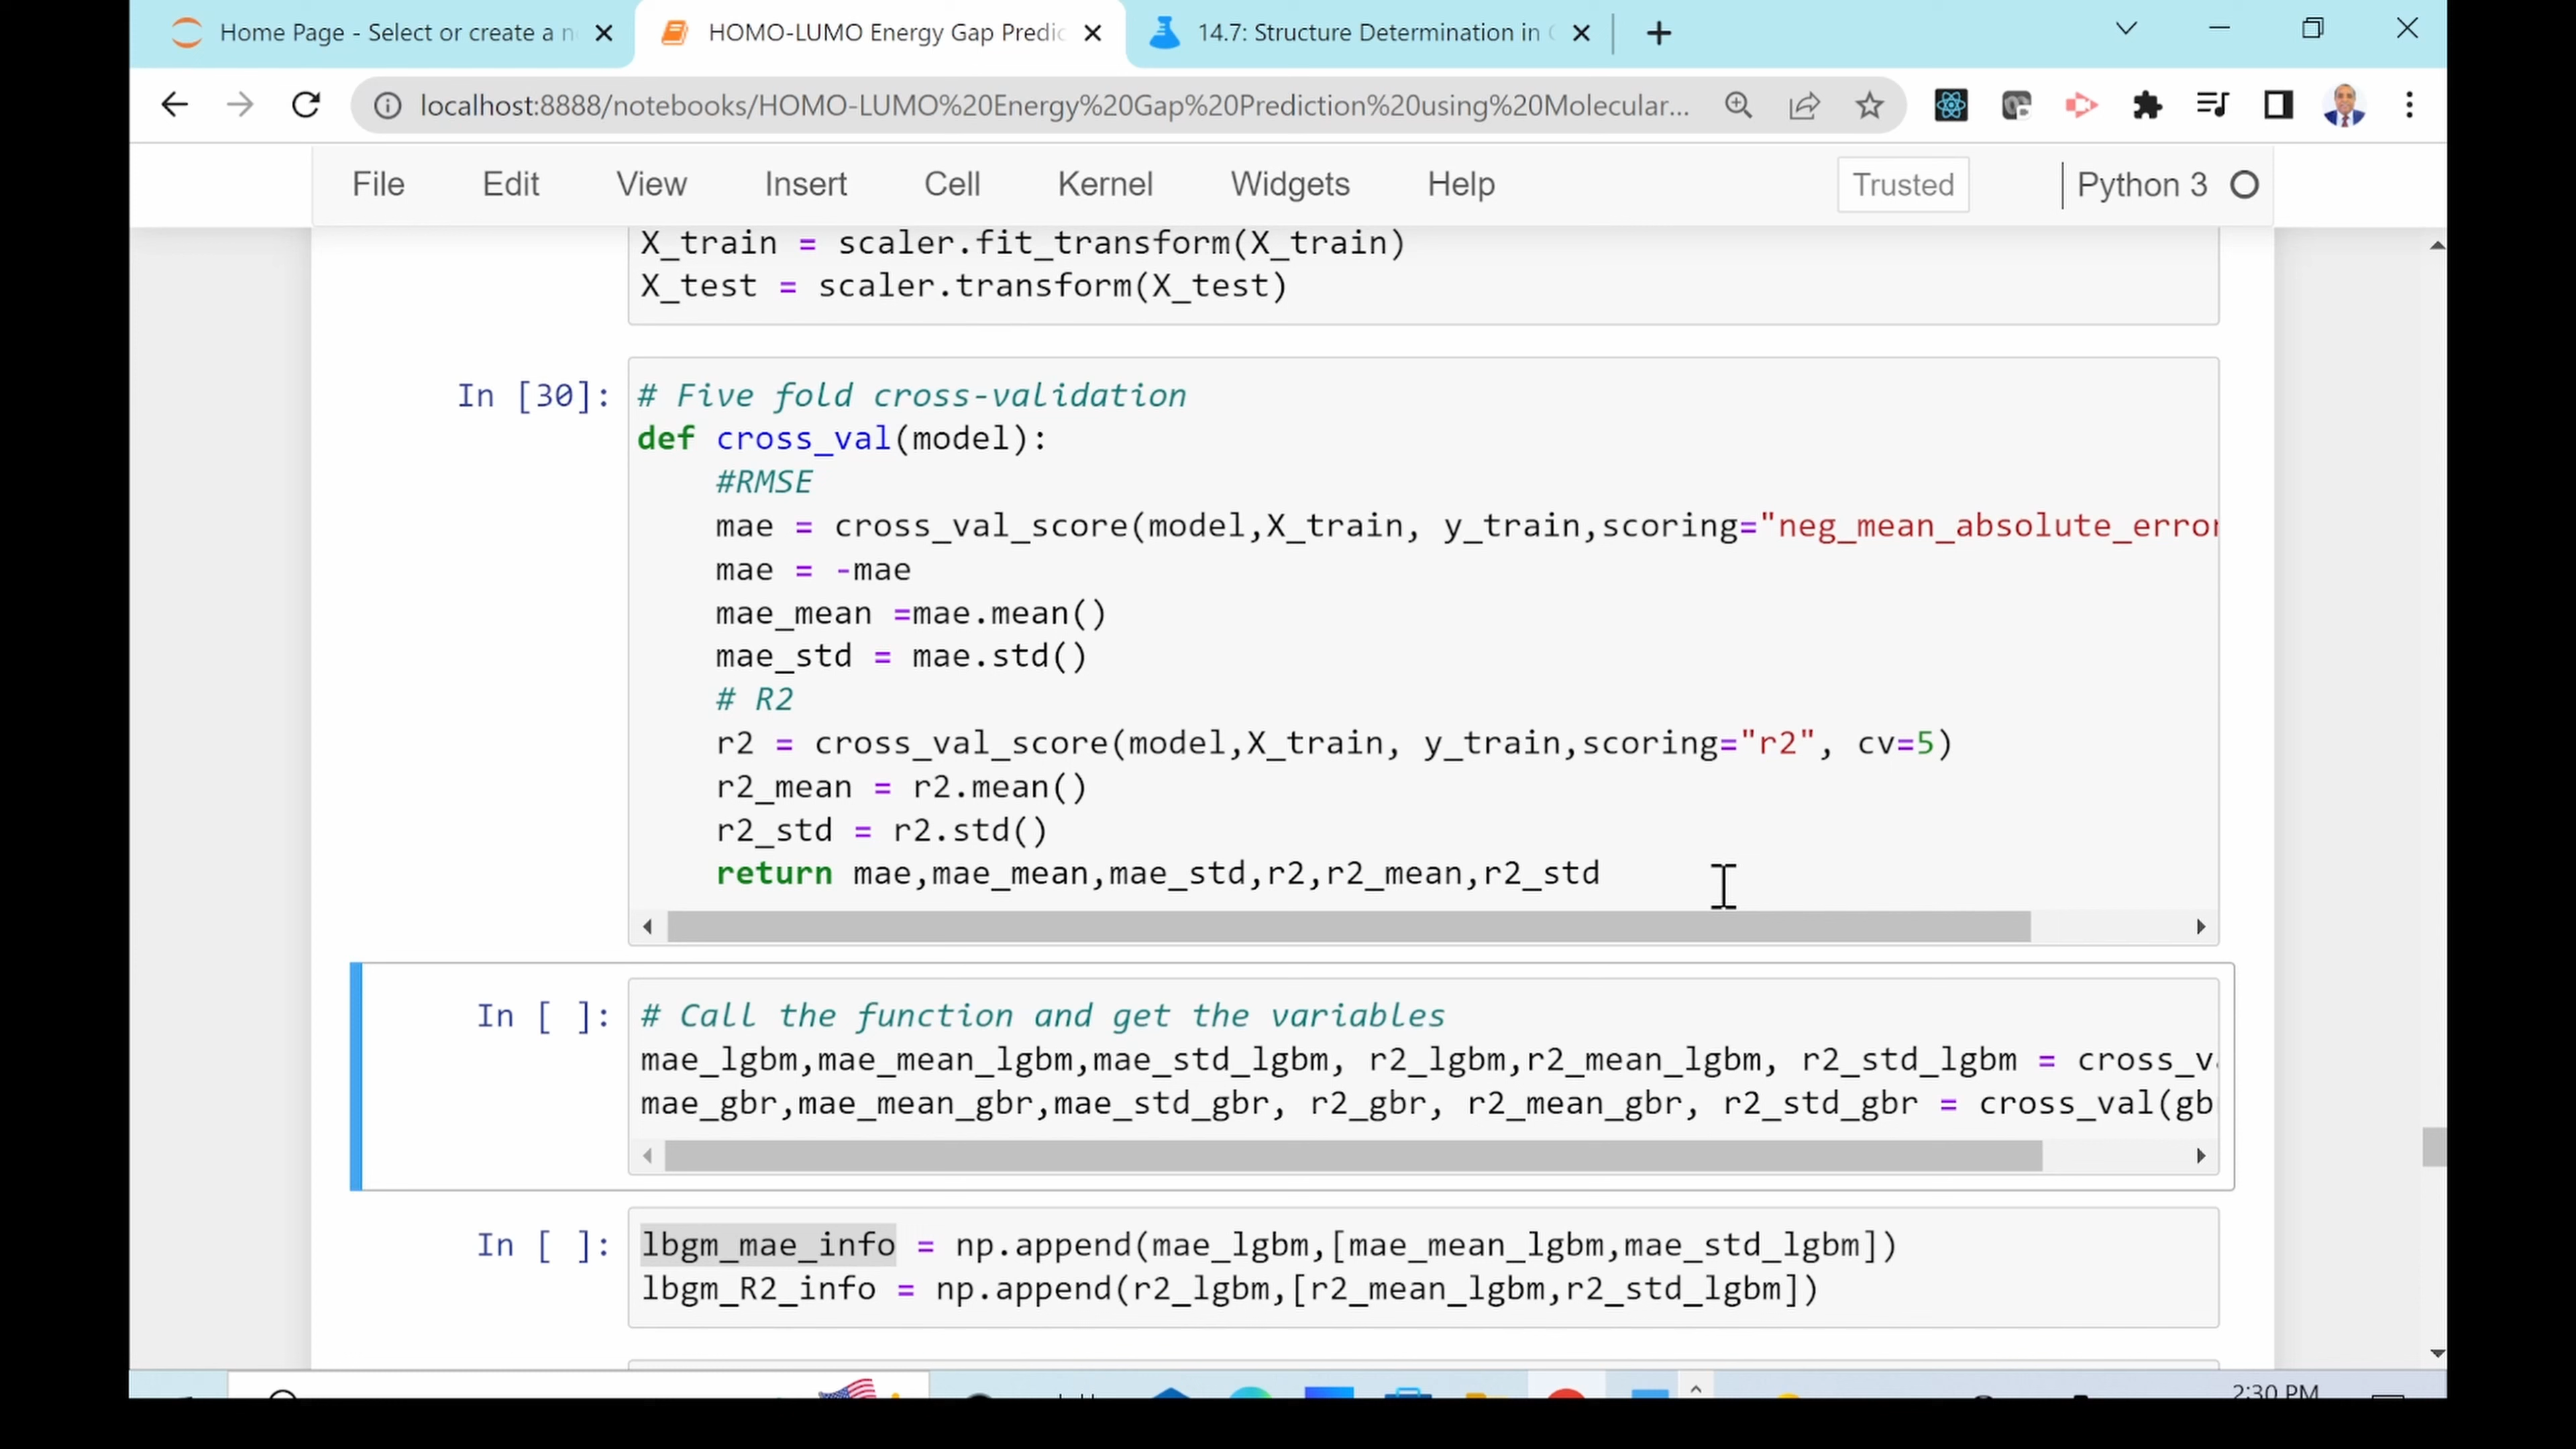 Home Page - Select or create a n
HOMO-LUMO Energy Gap Predic
14.7: Structure Determination in C
localhost:8888/notebooks/HOMO-LUMO%20Energy%20Gap%20Prediction%20using%20Molecular...
File Edit View Insert Cell Kernel Widgets Help Trusted Python 3
X_train = scaler.fit_transform(X_train)
X_test = scaler.transform(X_test)
In [30]:
# Five fold cross-validation
def cross_val(model):
#RMSE
mae = cross_val_score(model,X_train, y_train,scoring="neg_mean_absolute_error
mae = -mae
mae_mean =mae.mean()
mae_std = mae.std()
# R2
r2 = cross_val_score(model,X_train, y_train,scoring="r2", cv=5)
r2_mean = r2.mean()
r2_std = r2.std()
return mae,mae_mean,mae_std,r2,r2_mean,r2_std
In [ ]:
# Call the function and get the variables
mae_lgbm,mae_mean_lgbm,mae_std_lgbm, r2_lgbm,r2_mean_lgbm, r2_std_lgbm = cross_v
mae_gbr,mae_mean_gbr,mae_std_gbr, r2_gbr, r2_mean_gbr, r2_std_gbr = cross_val(gb
In [ ]:
lbgm_mae_info = np.append(mae_lgbm,[mae_mean_lgbm,mae_std_lgbm])
lbgm_R2_info = np.append(r2_lgbm,[r2_mean_lgbm,r2_std_lgbm])
2:30 PM